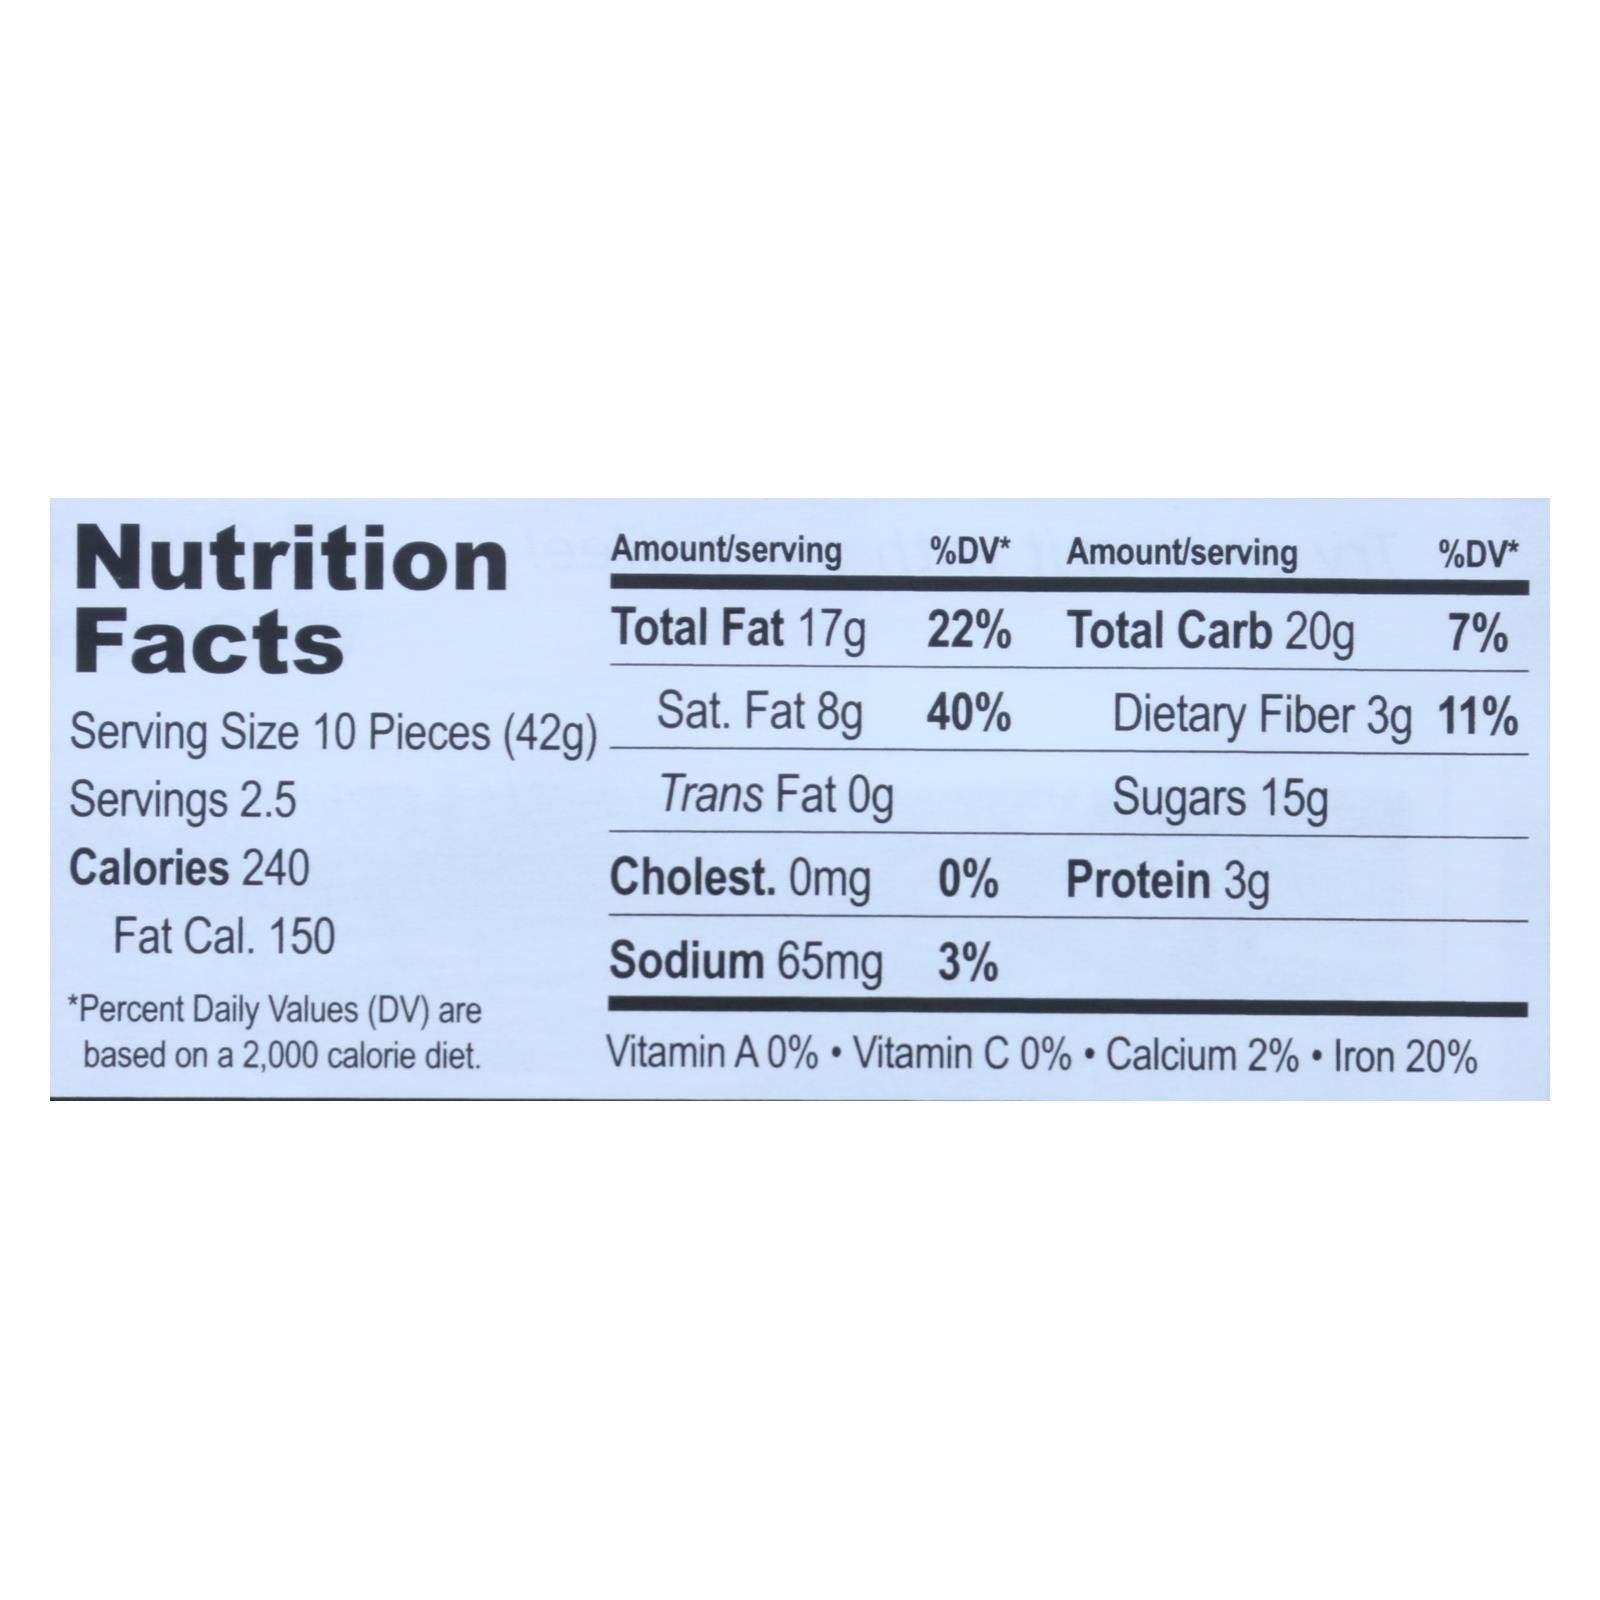 Nutrition
Facts
Serving Size 10 Pieces (42g)
Servings 2.5
Calories 240
Fat Cal. 150
*Percent Daily Values (DV) are
based on a 2,000 calorie diet.
Amount/serving %DV* Amount/serving %DV*
Total Fat 17g 22% Total Carb 20g 7%
Sat. Fat 8g 40% Dietary Fiber 3g 11%
Trans Fat 0g Sugars 15g
Cholest. 0mg 0% Protein 3g
Sodium 65mg 3%
Vitamin A 0% • Vitamin C 0% • Calcium 2% • Iron 20%